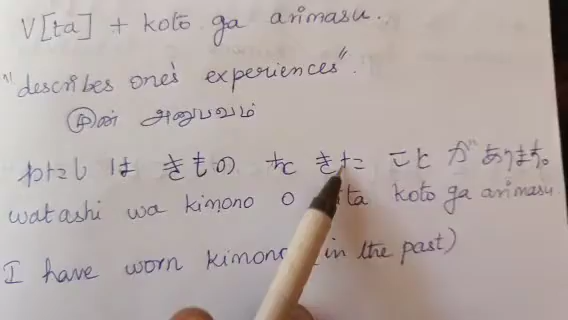 V[ta] + koto ga arimasu.
"describes one's experiences".
முன் அனுபவம்
わたし は きもの を きた こと が あります。
watashi wa kimono o ta koto ga arimasu.
I have worn kimono (in the past)